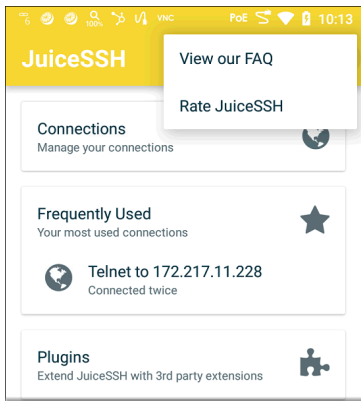 100%
VNC
PoE
10:13
JuiceSSH
View our FAQ
Rate JuiceSSH
Connections
Manage your connections
Frequently Used
Your most used connections
Telnet to 172.217.11.228
Connected twice
Plugins
Extend JuiceSSH with 3rd party extensions